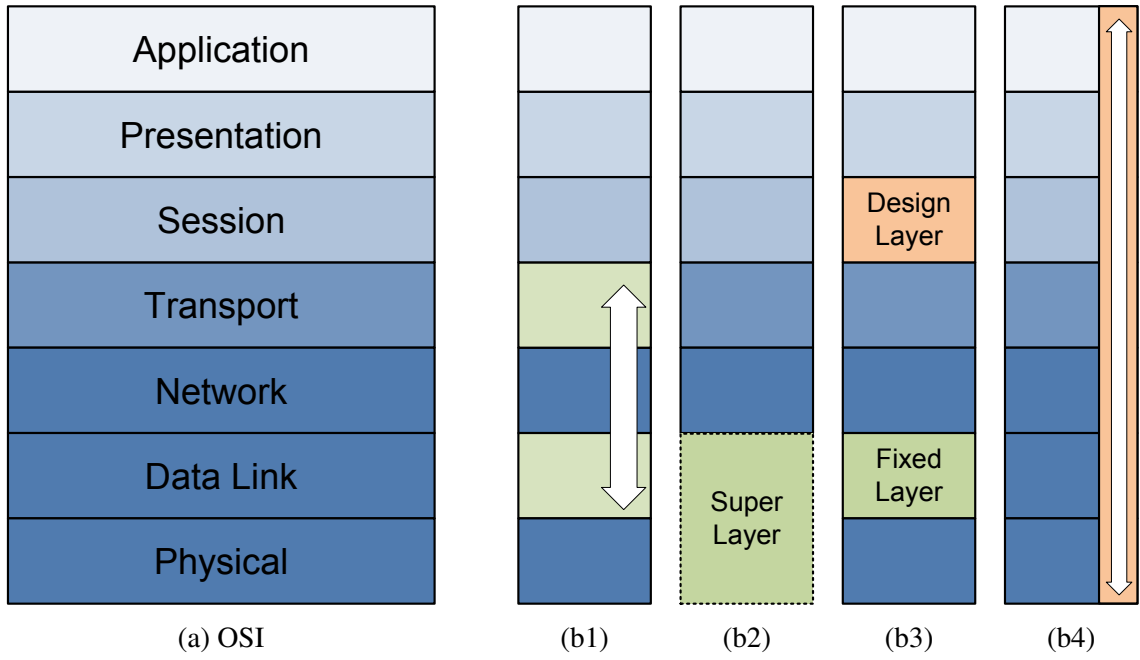 Application
Presentation
Session
Transport
Network
Data Link
Physical
Super
Layer
Design
Layer
Fixed
Layer
(a) OSI
(b1)
(b2)
(b3)
(b4)